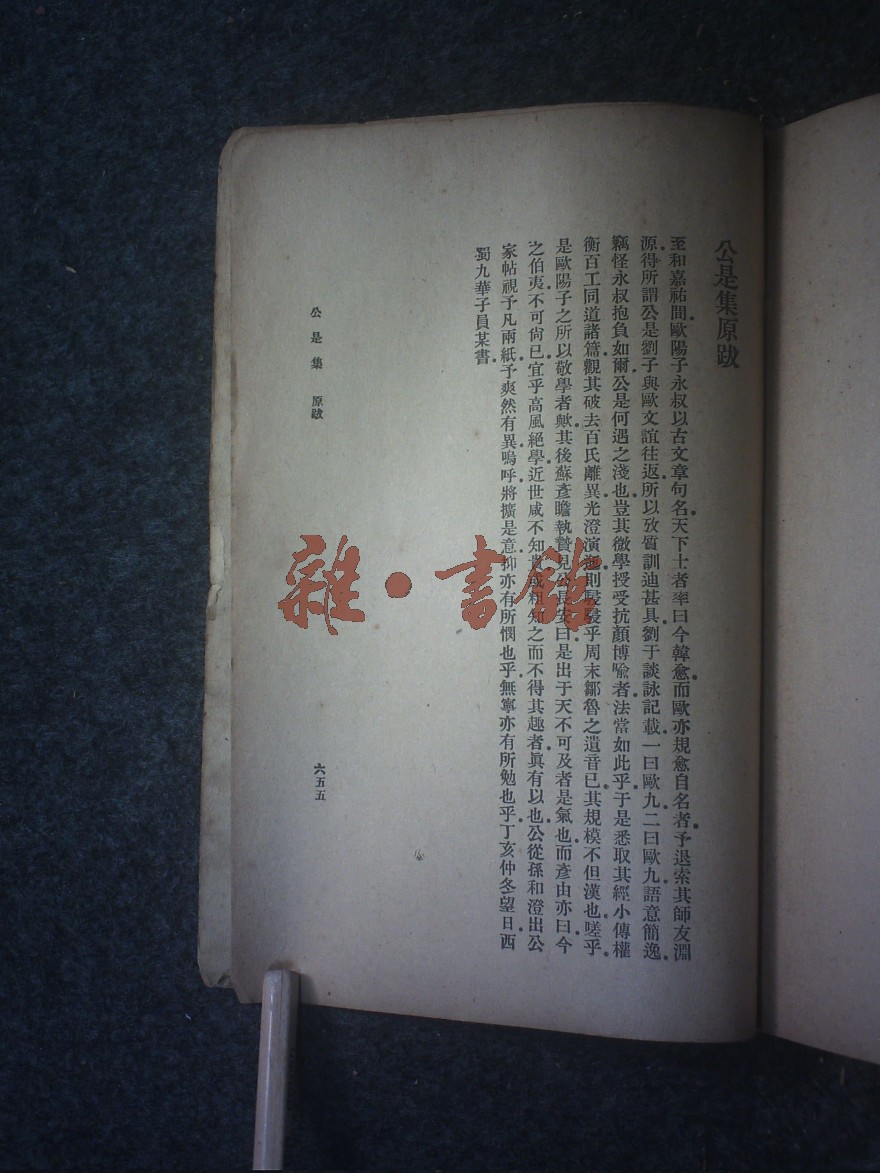 公是集原跋
至和嘉祐間歐陽子永叔以古文章句名天下士者率曰今韓愈而歐亦規愈自名者予退索其師友淵
源得所謂公是劉子與歐文誼往返所以攷質訓迪甚具劉于談詠記載一曰歐九二曰歐九語意簡逸
竊怪永叔抱負如爾公是何遇之淺也豈其微學授受抗顏博喩者法當如此乎于是悉取其經小傳權
衡百工同道諸篇觀其破去百氏離異光澄演 則駸駸乎周末鄒魯之遺音已其規模不但漢也嗟乎
是歐陽子之所以敬學者歟其後蘇彥瞻執贄見公長安曰是出于天不可及者是氣也而彥由亦曰今
之伯夷不可尙已宜乎高風絕學近世咸不知貴或粗知之而不得其趣者眞有以也公從孫和澄出公
家帖視予凡兩紙予爽然有異嗚呼將擴是意抑亦有所憫也乎無寧亦有所勉也乎丁亥仲冬望日西
蜀九華子員某書
公是集 原跋
六五五
雜·書館